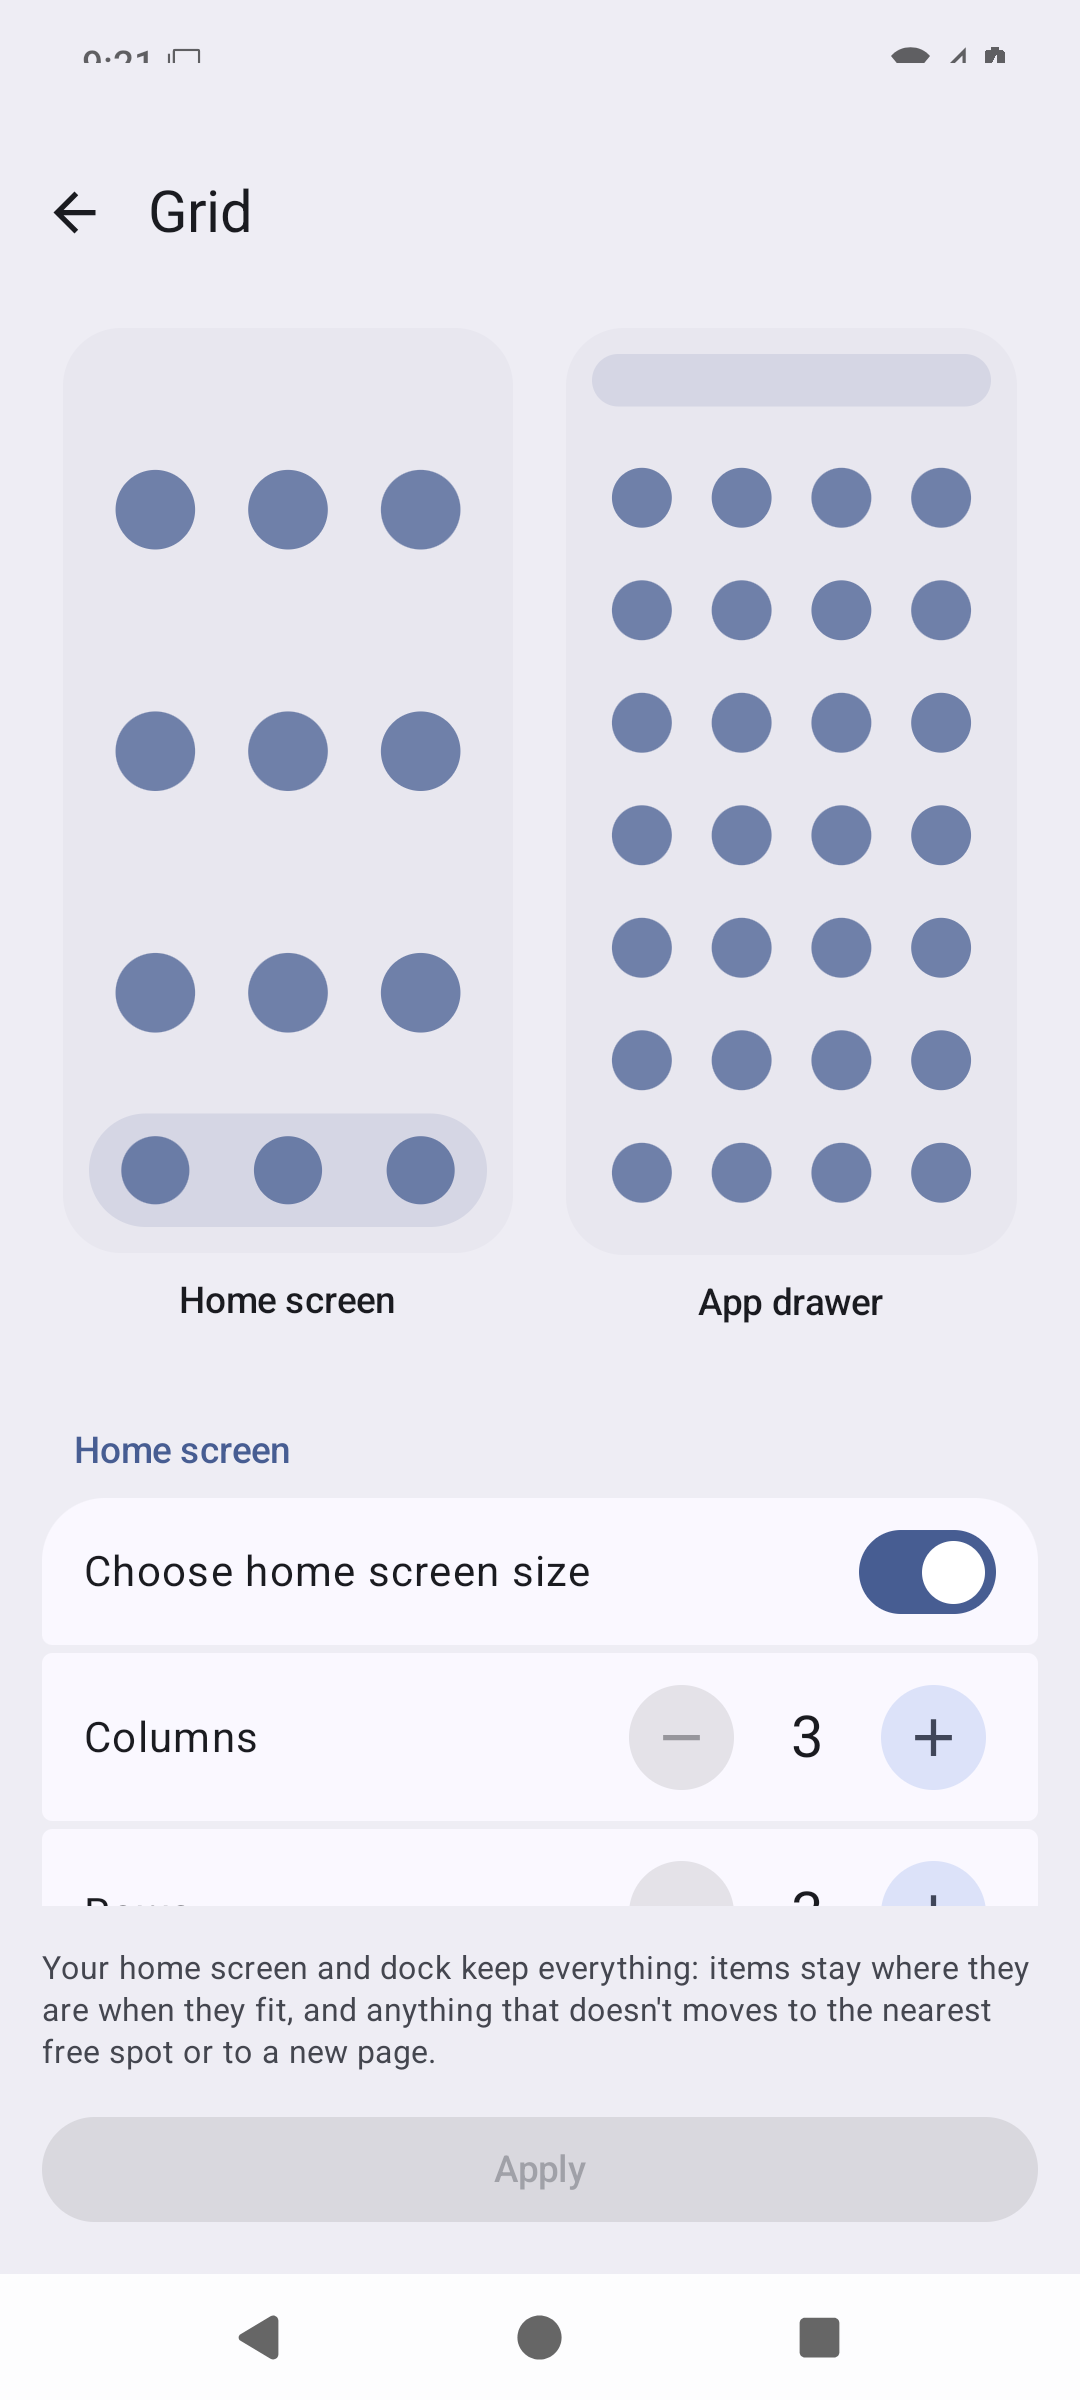 Grid
Home screen
App drawer
Home screen
Choose home screen size
Columns
3
Your home screen and dock keep everything: items stay where they
are when they fit, and anything that doesn't moves to the nearest
free spot or to a new page.
Apply